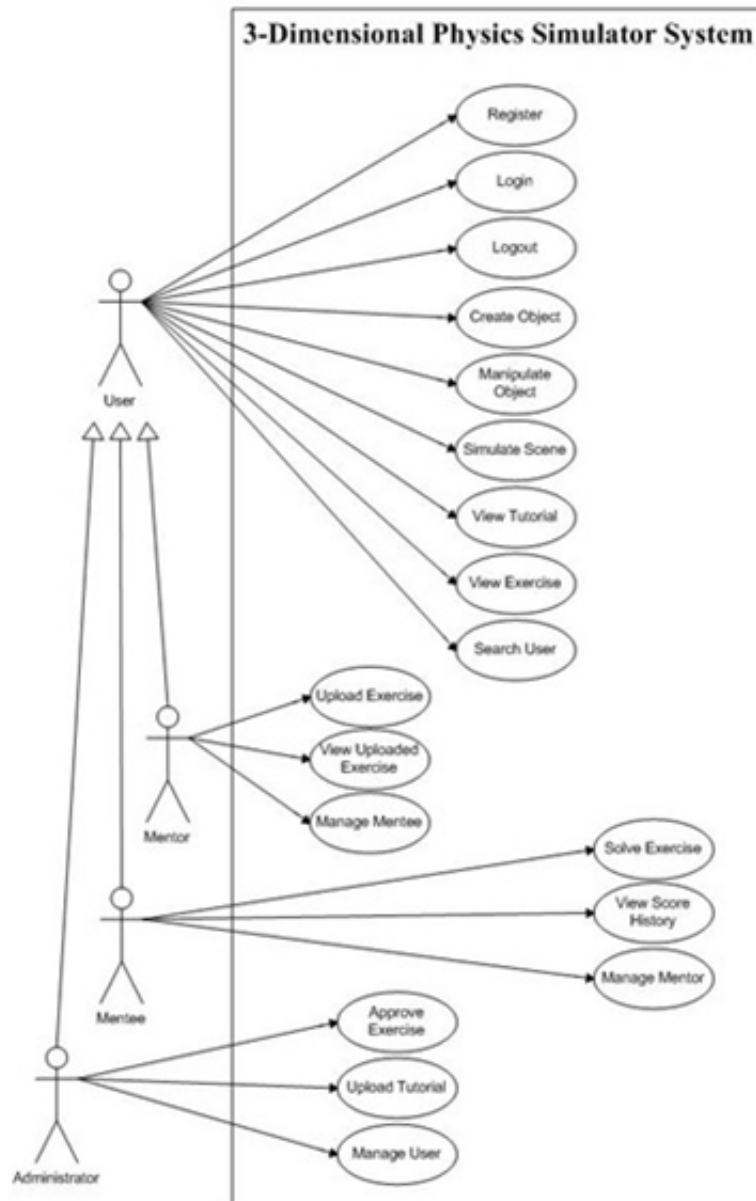 3-Dimensional Physics Simulator System
Register
Login
Logout
Create Object
Manipulate
Object
Simulate Scene
View Tutorial
View Exercise
Search User
User
Upload Exercise
View Uploaded
Exercise
Manage Mentee
Mentor
Solve Exercise
View Score
History
Manage Mentor
Mentee
Approve
Exercise
Upload Tutorial
Manage User
Administrator